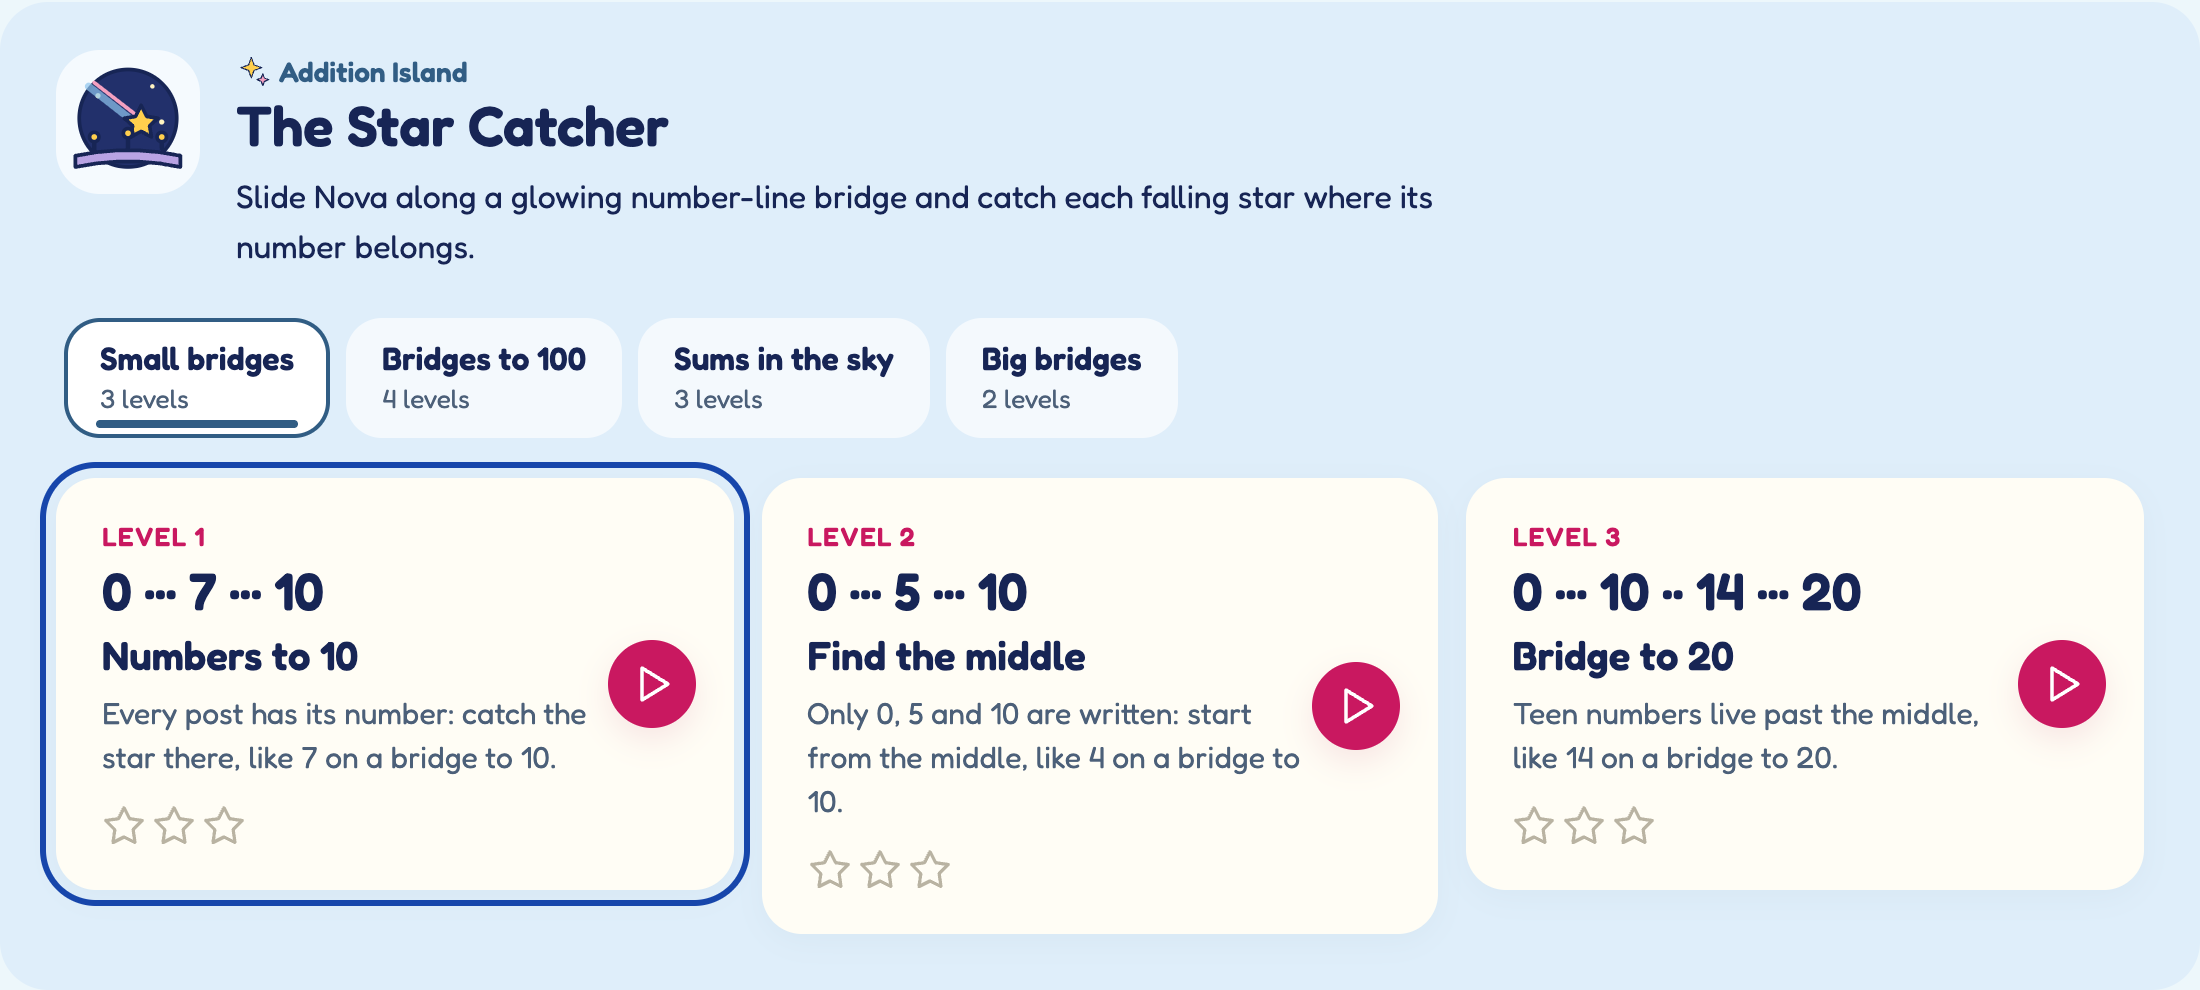 Addition Island
The Star Catcher
Slide Nova along a glowing number-line bridge and catch each falling star where its
number belongs.
Small bridges
3 levels
Bridges to 100
4 levels
Sums in the sky
3 levels
Big bridges
2 levels
LEVEL 1
0 ··· 7 ··· 10
Numbers to 10
Every post has its number: catch the
star there, like 7 on a bridge to 10.
LEVEL 2
0 ··· 5 ··· 10
Find the middle
Only 0, 5 and 10 are written: start
from the middle, like 4 on a bridge to
10.
LEVEL 3
0 ··· 10 ·· 14 ··· 20
Bridge to 20
Teen numbers live past the middle,
like 14 on a bridge to 20.